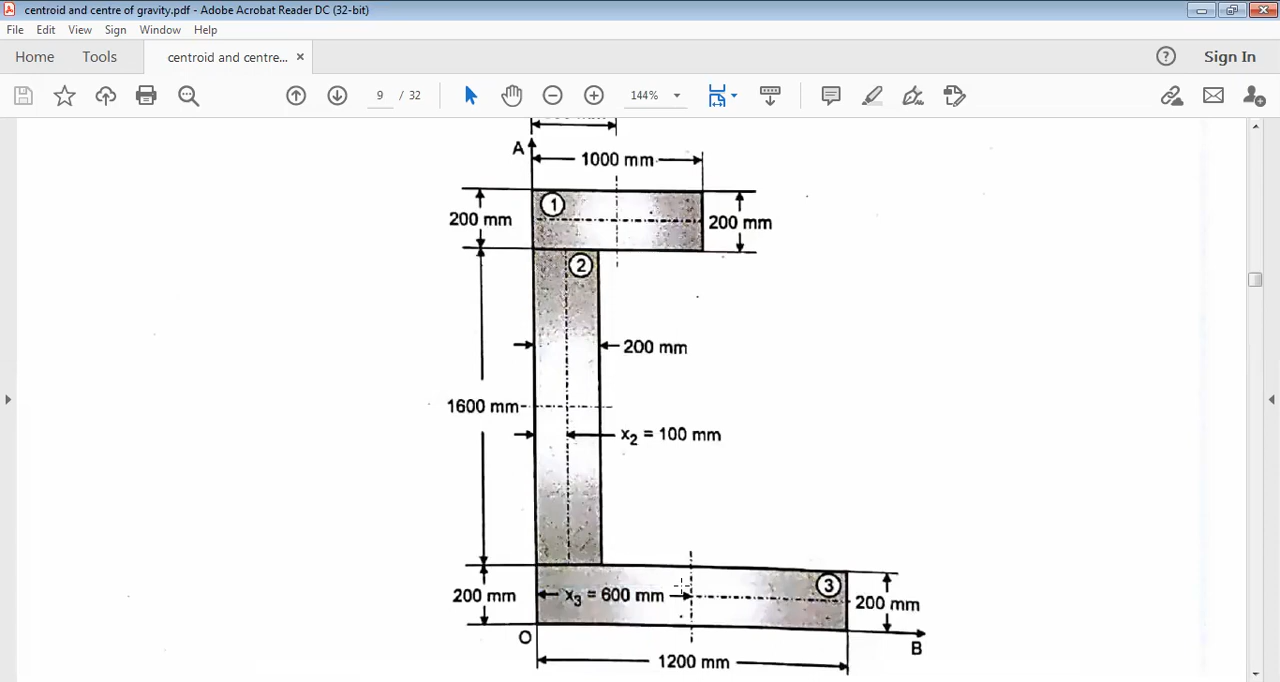 centroid and centre of gravity.pdf - Adobe Acrobat Reader DC (32-bit)
File Edit View Sign Window Help
Home Tools centroid and centre... × ? Sign In
9 / 32 144%
A
1000 mm
200 mm 1 200 mm
2
200 mm
1600 mm
x2 = 100 mm
3
200 mm x3 = 600 mm 200 mm
O B
1200 mm